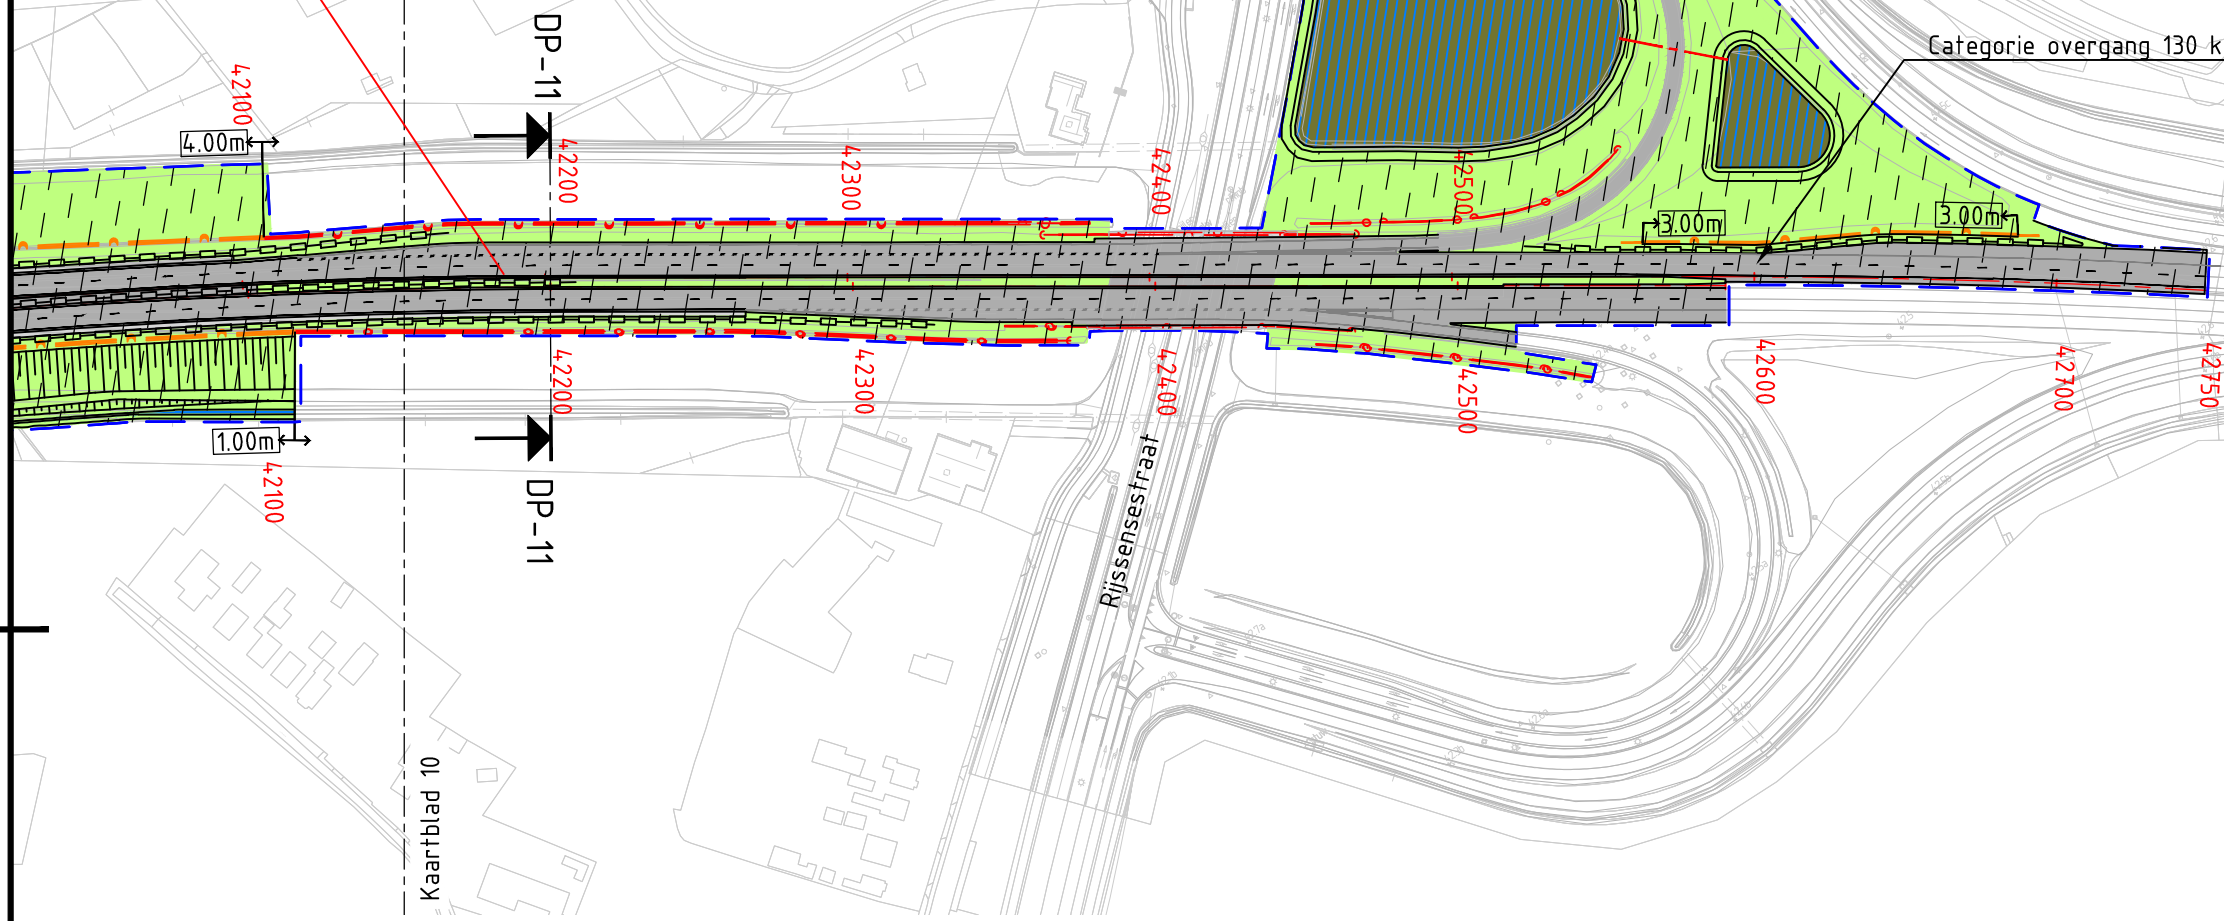 DP-11
Categorie overgang 130 k
42100
4.00m
42200
42300
42400
42500
3.00m
3.00m
42200
42300
42400
42500
42600
42700
42750
1.00m
42100
DP-11
Rijssensestraat
Kaartblad 10